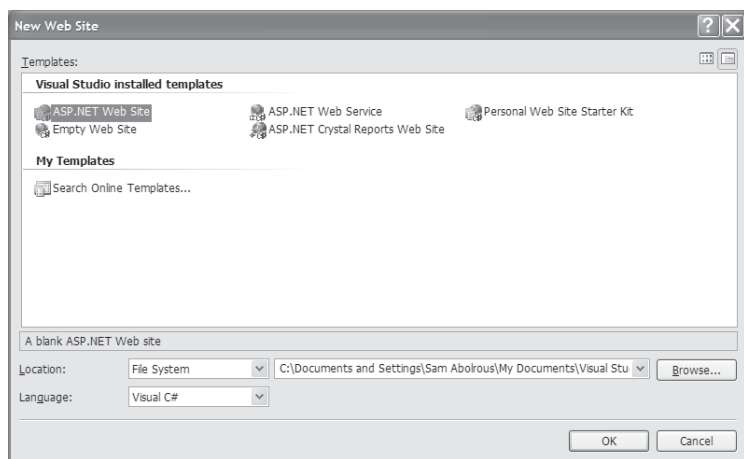 New Web Site
Templates:
Visual Studio installed templates
ASP.NET Web Site
ASP.NET Web Service
Personal Web Site Starter Kit
Empty Web Site
ASP.NET Crystal Reports Web Site
My Templates
Search Online Templates...
A blank ASP.NET Web site
Location: File System C:\Documents and Settings\Sam Abolrous\My Documents\Visual Stu Browse...
Language: Visual C#
OK Cancel